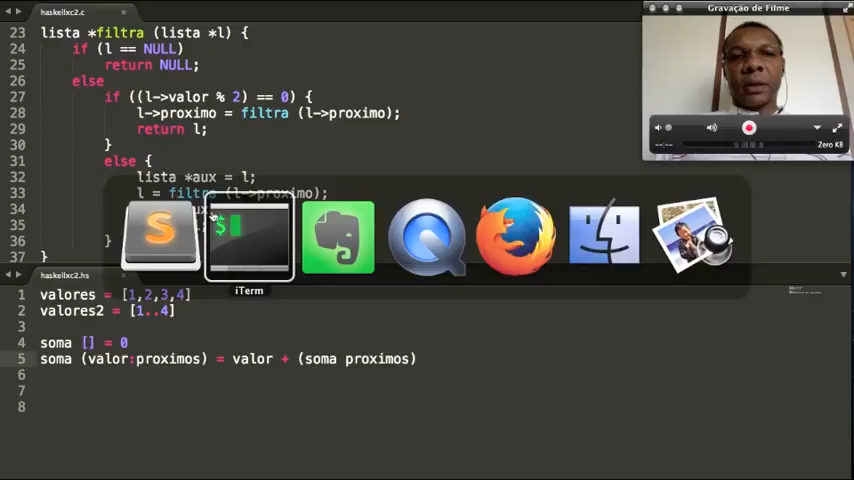 haskellxc2.c
Gravação de Filme
23 lista *filtra (lista *l) {
24 if (l == NULL)
25 return NULL;
26 else
27 if ((l->valor % 2) == 0) {
28 l->proximo = filtra (l->proximo);
29 return l;
30 }
31 else {
32 lista *aux = l;
33 l = filtra (l->proximo);
34
35
36 }
37 }
--:-- Zero KB
iTerm
haskellxc2.hs
1 valores = [1,2,3,4]
2 valores2 = [1..4]
3
4 soma [] = 0
5 soma (valor:proximos) = valor + (soma proximos)
6
7
8